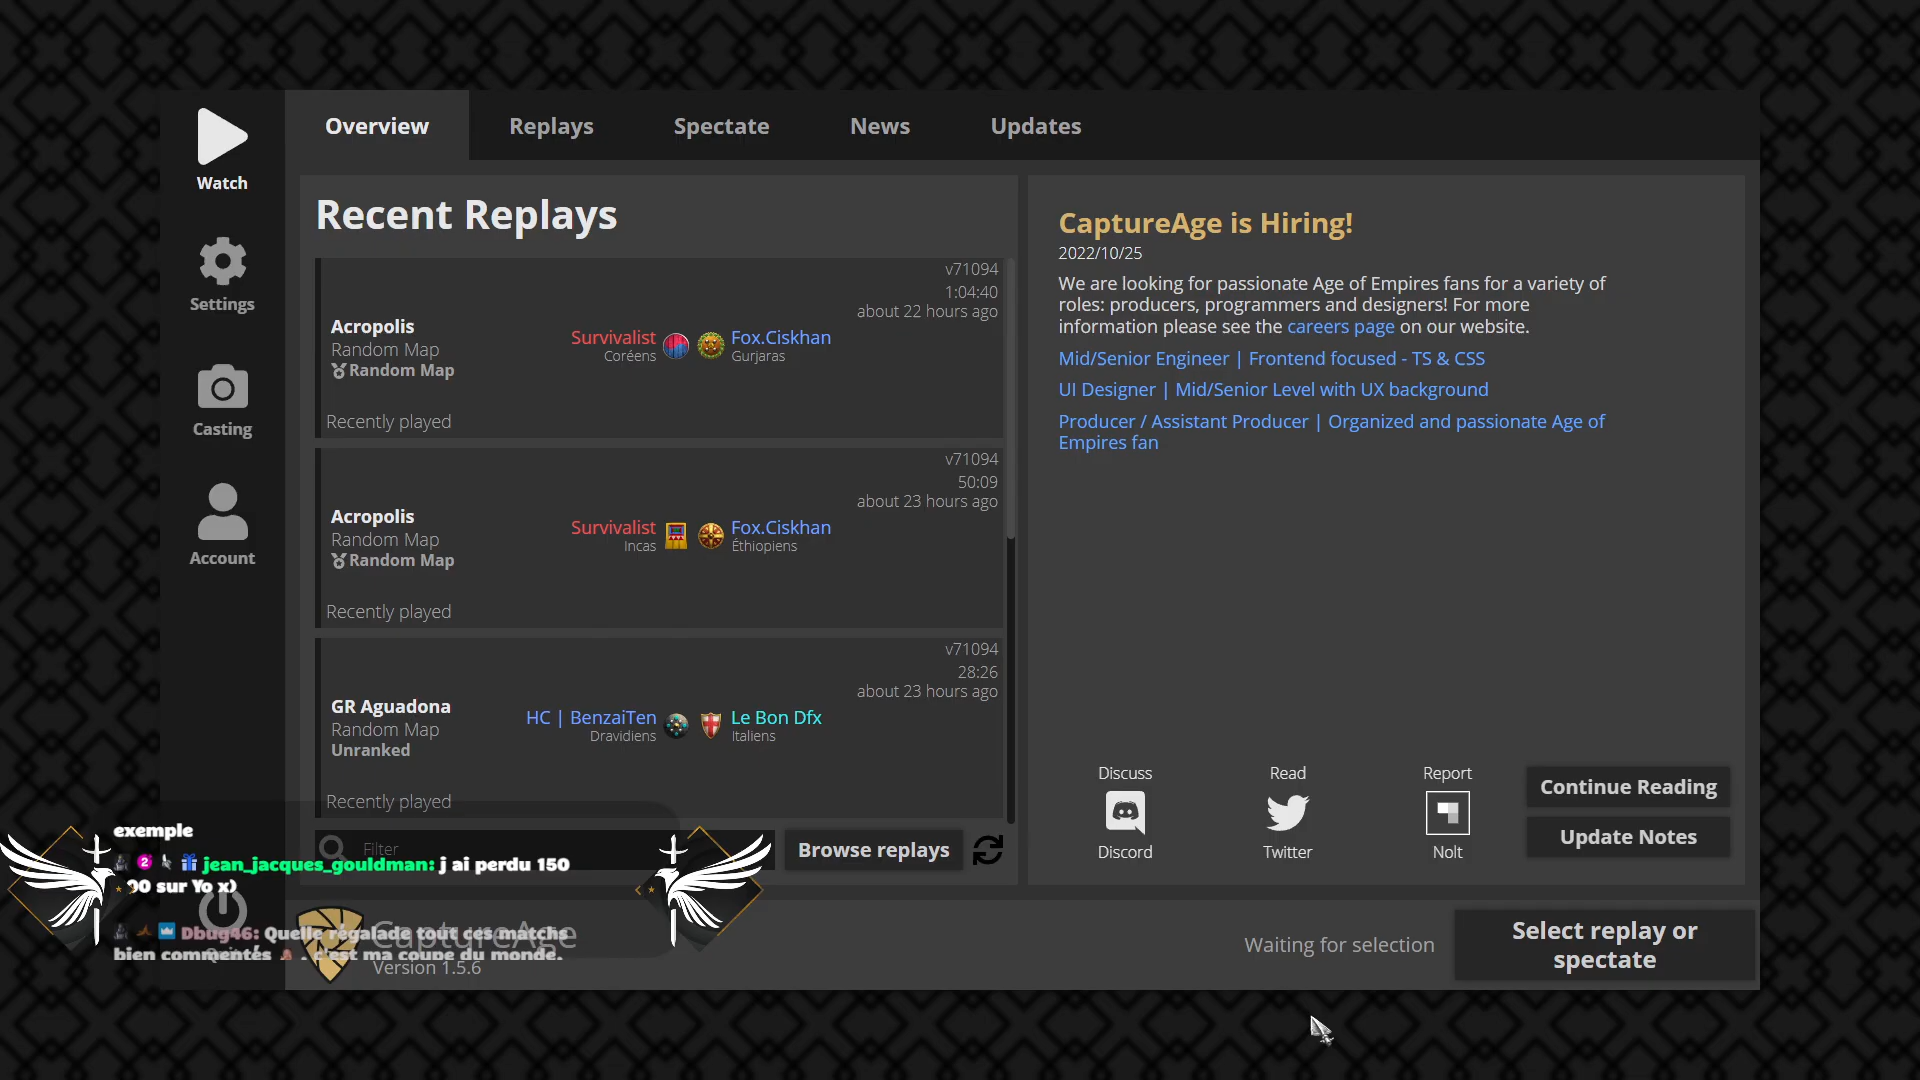 Watch
Settings
Casting
Account
Overview
Replays
Spectate
News
Updates
Recent Replays
v71094
1:04:40
about 22 hours ago
Acropolis
Random Map
Random Map
Survivalist
Coréens
Fox.Ciskhan
Gurjaras
Recently played
v71094
50:09
about 23 hours ago
Acropolis
Random Map
Random Map
Survivalist
Incas
Fox.Ciskhan
Éthiopiens
Recently played
v71094
28:26
about 23 hours ago
GR Aguadona
Random Map
Unranked
HC | BenzaiTen
Dravidiens
Le Bon Dfx
Italiens
Recently played
Filter
Browse replays
CaptureAge is Hiring!
2022/10/25
We are looking for passionate Age of Empires fans for a variety of
roles: producers, programmers and designers! For more
information please see the careers page on our website.
Mid/Senior Engineer | Frontend focused - TS & CSS
UI Designer | Mid/Senior Level with UX background
Producer / Assistant Producer | Organized and passionate Age of
Empires fan
Discuss
Discord
Read
Twitter
Report
Nolt
Continue Reading
Update Notes
exemple
2 jean_jacques_gouldman: j ai perdu 150
00 sur Yo x)
Dbug46: Quelle régalade tout ces matchs
bien commentés , c'est ma coupe du monde.
CaptureAge
Version 1.5.6
Waiting for selection
Select replay or
spectate